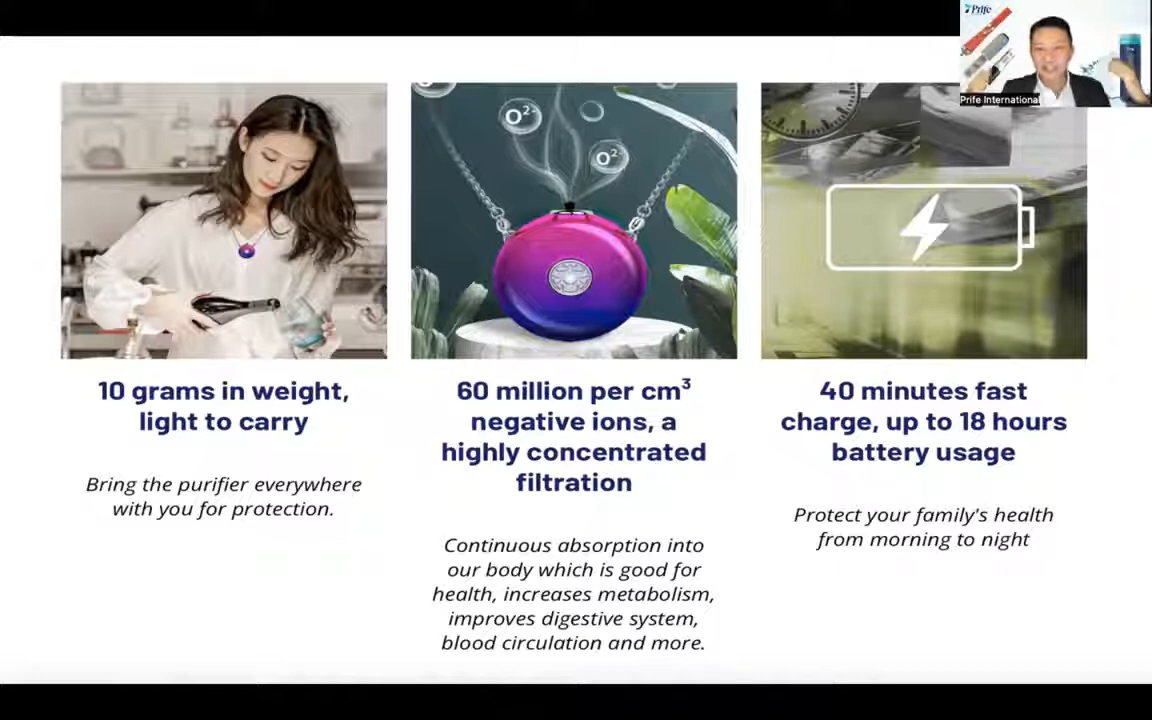 Prife
Prife International
O²⁻
O²⁻
10 grams in weight,
light to carry
Bring the purifier everywhere
with you for protection.
60 million per cm³
negative ions, a
highly concentrated
filtration
Continuous absorption into
our body which is good for
health, increases metabolism,
improves digestive system,
blood circulation and more.
40 minutes fast
charge, up to 18 hours
battery usage
Protect your family's health
from morning to night